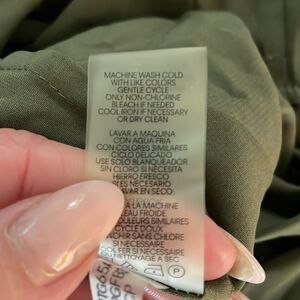 MACHINE WASH COLD
WITH LIKE COLORS
GENTLE CYCLE
ONLY NON-CHLORINE
BLEACH IF NEEDED
COOL IRON IF NECESSARY
OR DRY CLEAN
LAVAR A MAQUINA
CON AGUA FRIA
CON COLORES SIMILARES
CICLO DELICADO
USE SOLO BLANQUEADOR
SIN CLORO SI NECESITA
HIERRO FRESCO
SI ES NECESARIO
LAVAR EN SECO
A LA MACHINE
EAU FROIDE
COULEURS SIMILAIRES
CYCLE DOUX
SANS CHLORE
SI NECESSAIRE
NETTOYAGE A SEC
P